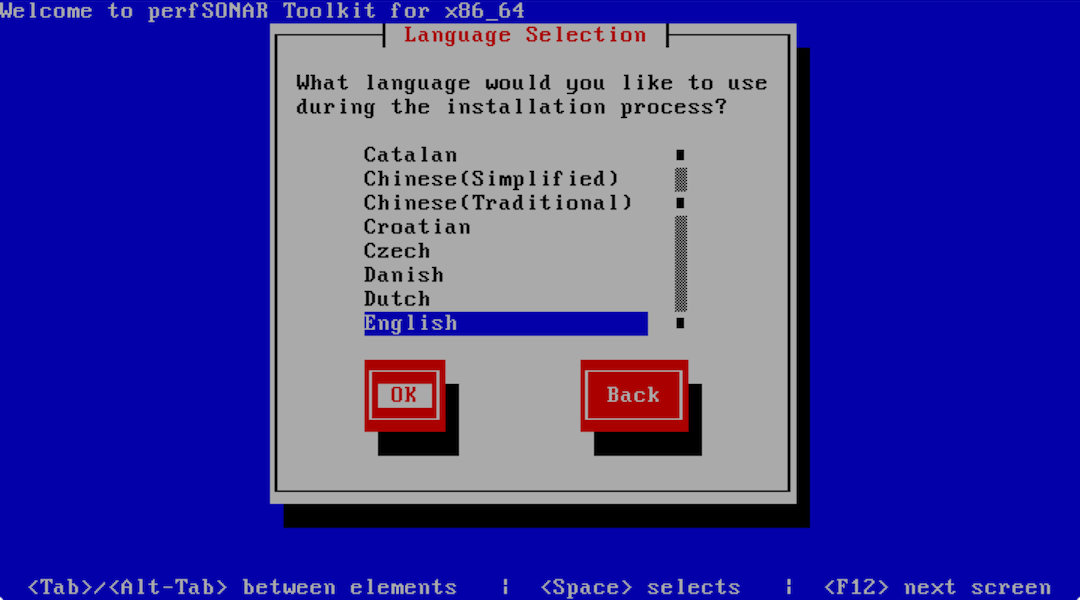 Welcome to perfSONAR Toolkit for x86_64
Language Selection
What language would you like to use
during the installation process?
Catalan
Chinese(Simplified)
Chinese(Traditional)
Croatian
Czech
Danish
Dutch
English
OK
Back
<Tab>/<Alt-Tab> between elements | <Space> selects | <F12> next screen